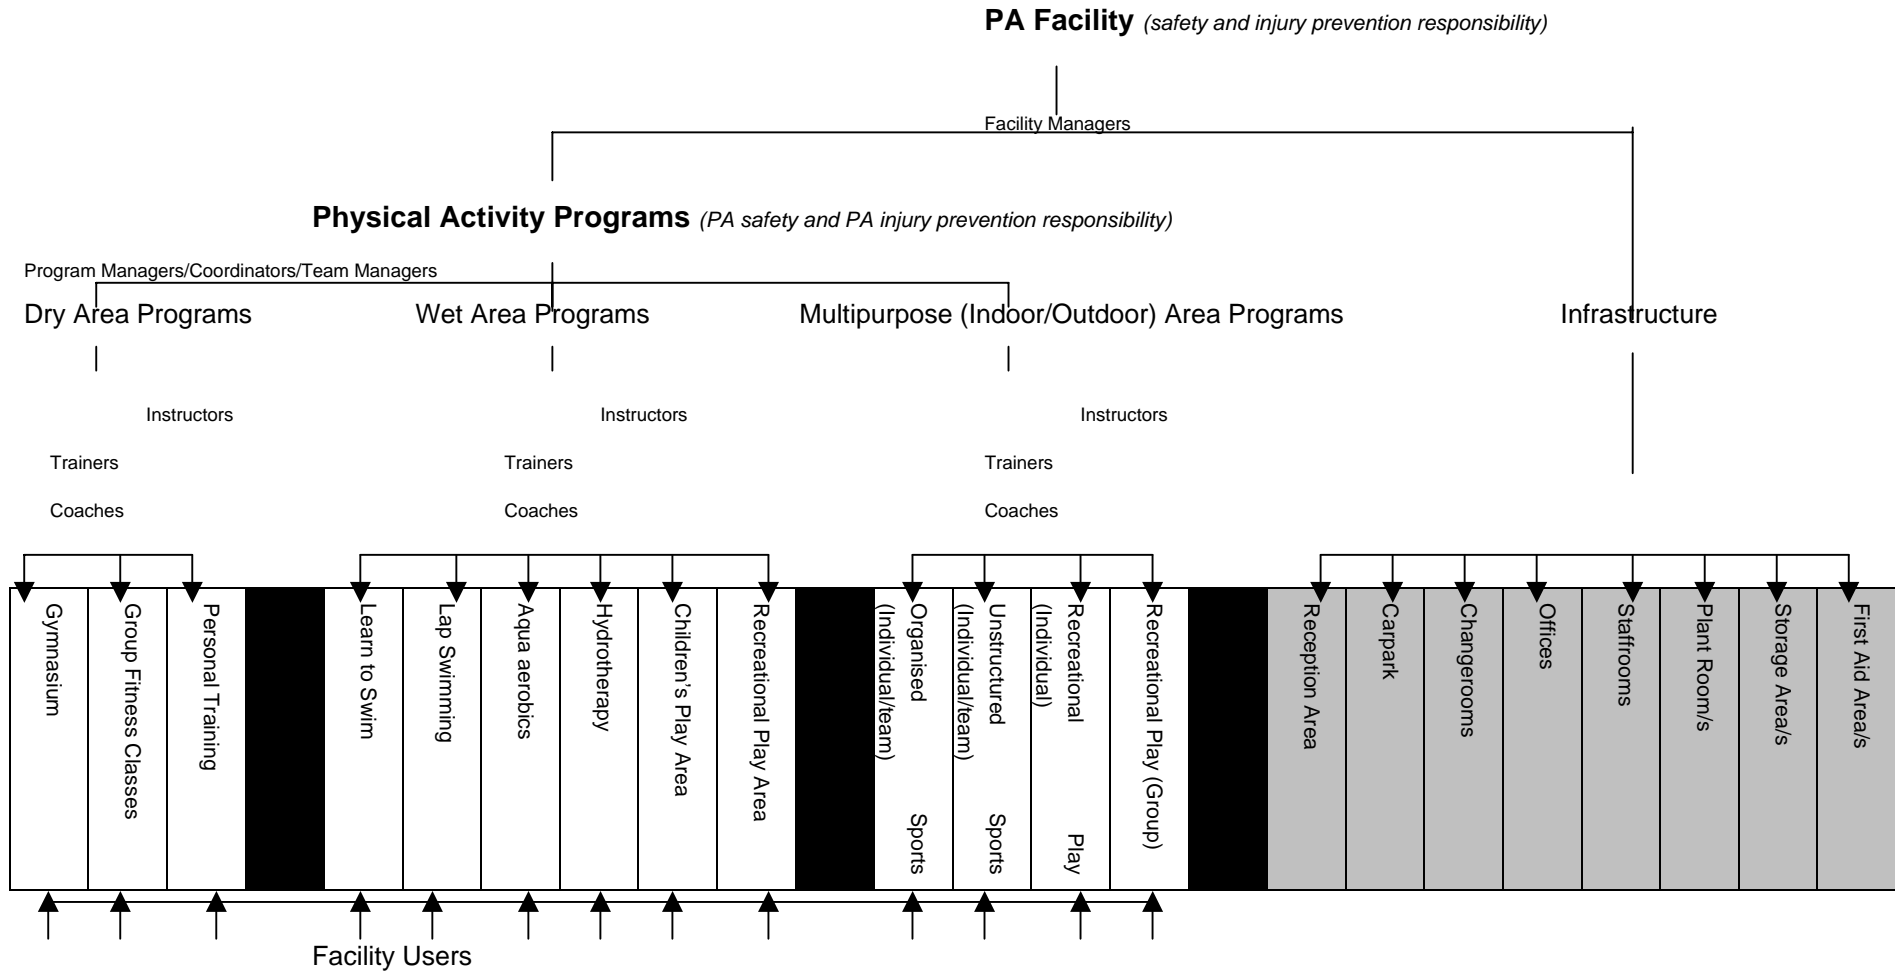 PA Facility (safety and injury prevention responsibility)
Facility Managers
Physical Activity Programs (PA safety and PA injury prevention responsibility)
Program Managers/Coordinators/Team Managers
Dry Area Programs
Wet Area Programs
Multipurpose (Indoor/Outdoor) Area Programs
Infrastructure
Instructors
Instructors
Instructors
Trainers
Trainers
Trainers
Coaches
Coaches
Coaches
Gymnasium
Group Fitness Classes
Personal Training
Learn to Swim
Lap Swimming
Aqua aerobics
Hydrotherapy
Children's Play Area
Recreational Play Area
Organised Sports
(Individual/team)
Unstructured Sports
(Individual/team)
Recreational Play
(Individual)
Recreational Play (Group)
Reception Area
Carpark
Changerooms
Offices
Staffrooms
Plant Room/s
Storage Area/s
First Aid Area/s
Facility Users